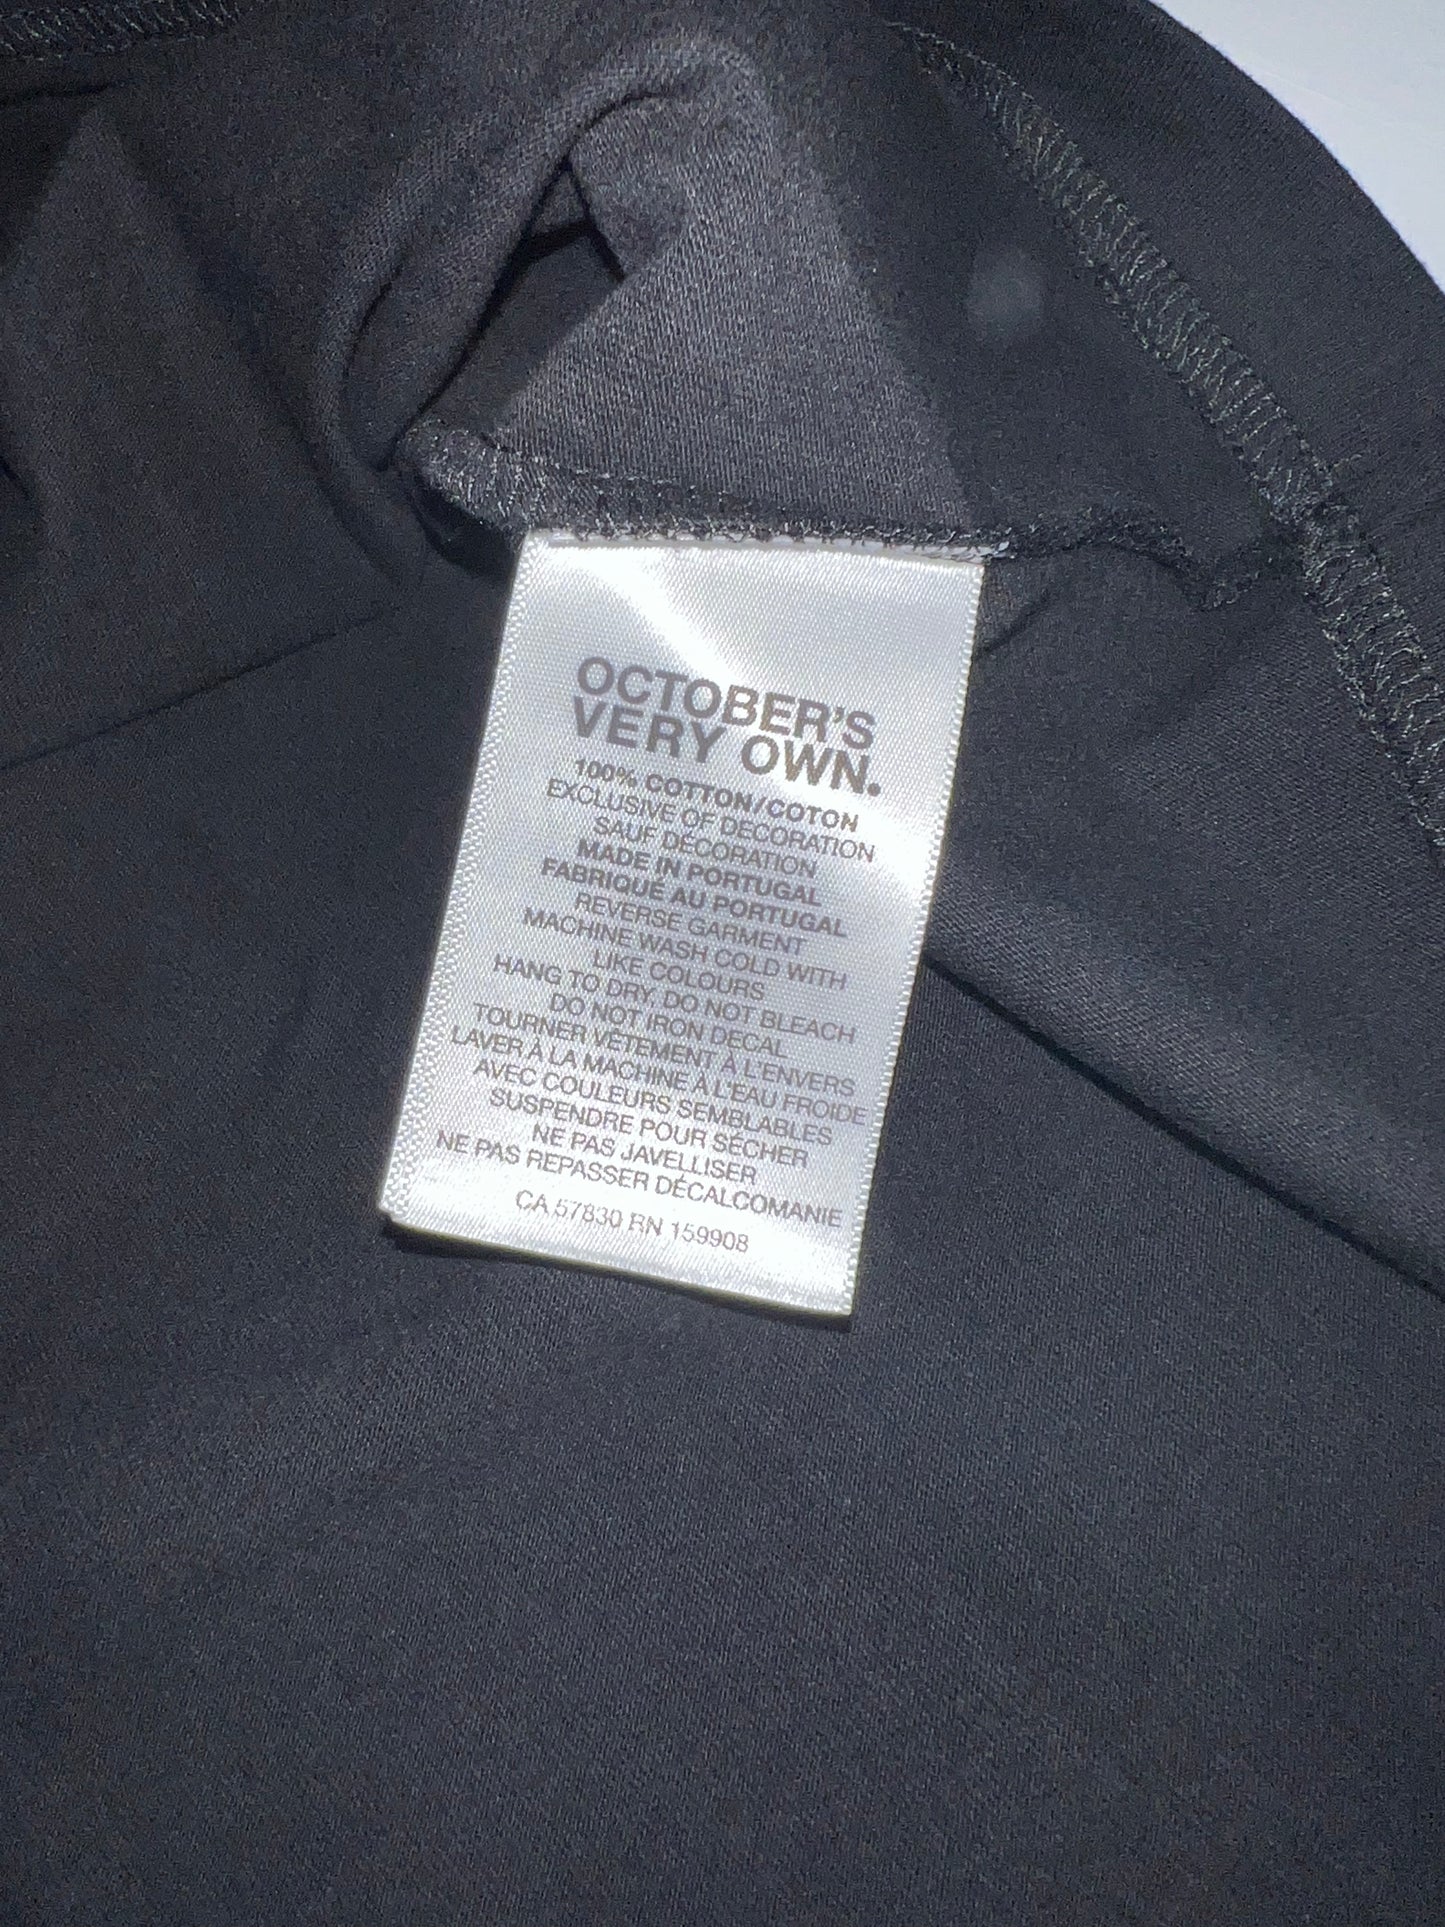 OCTOBER'S
VERY OWN.
100% COTTON/COTON
EXCLUSIVE OF DECORATION
SAUF DÉCORATION
MADE IN PORTUGAL
FABRIQUÉ AU PORTUGAL
REVERSE GARMENT
MACHINE WASH COLD WITH
LIKE COLOURS
HANG TO DRY, DO NOT BLEACH
DO NOT IRON DECAL
TOURNER VÊTEMENT À L'ENVERS
LAVER À LA MACHINE À L'EAU FROIDE
AVEC COULEURS SEMBLABLES
SUSPENDRE POUR SÉCHER
NE PAS JAVELLISER
NE PAS REPASSER DÉCALCOMANIE
CA 57830 RN 159908